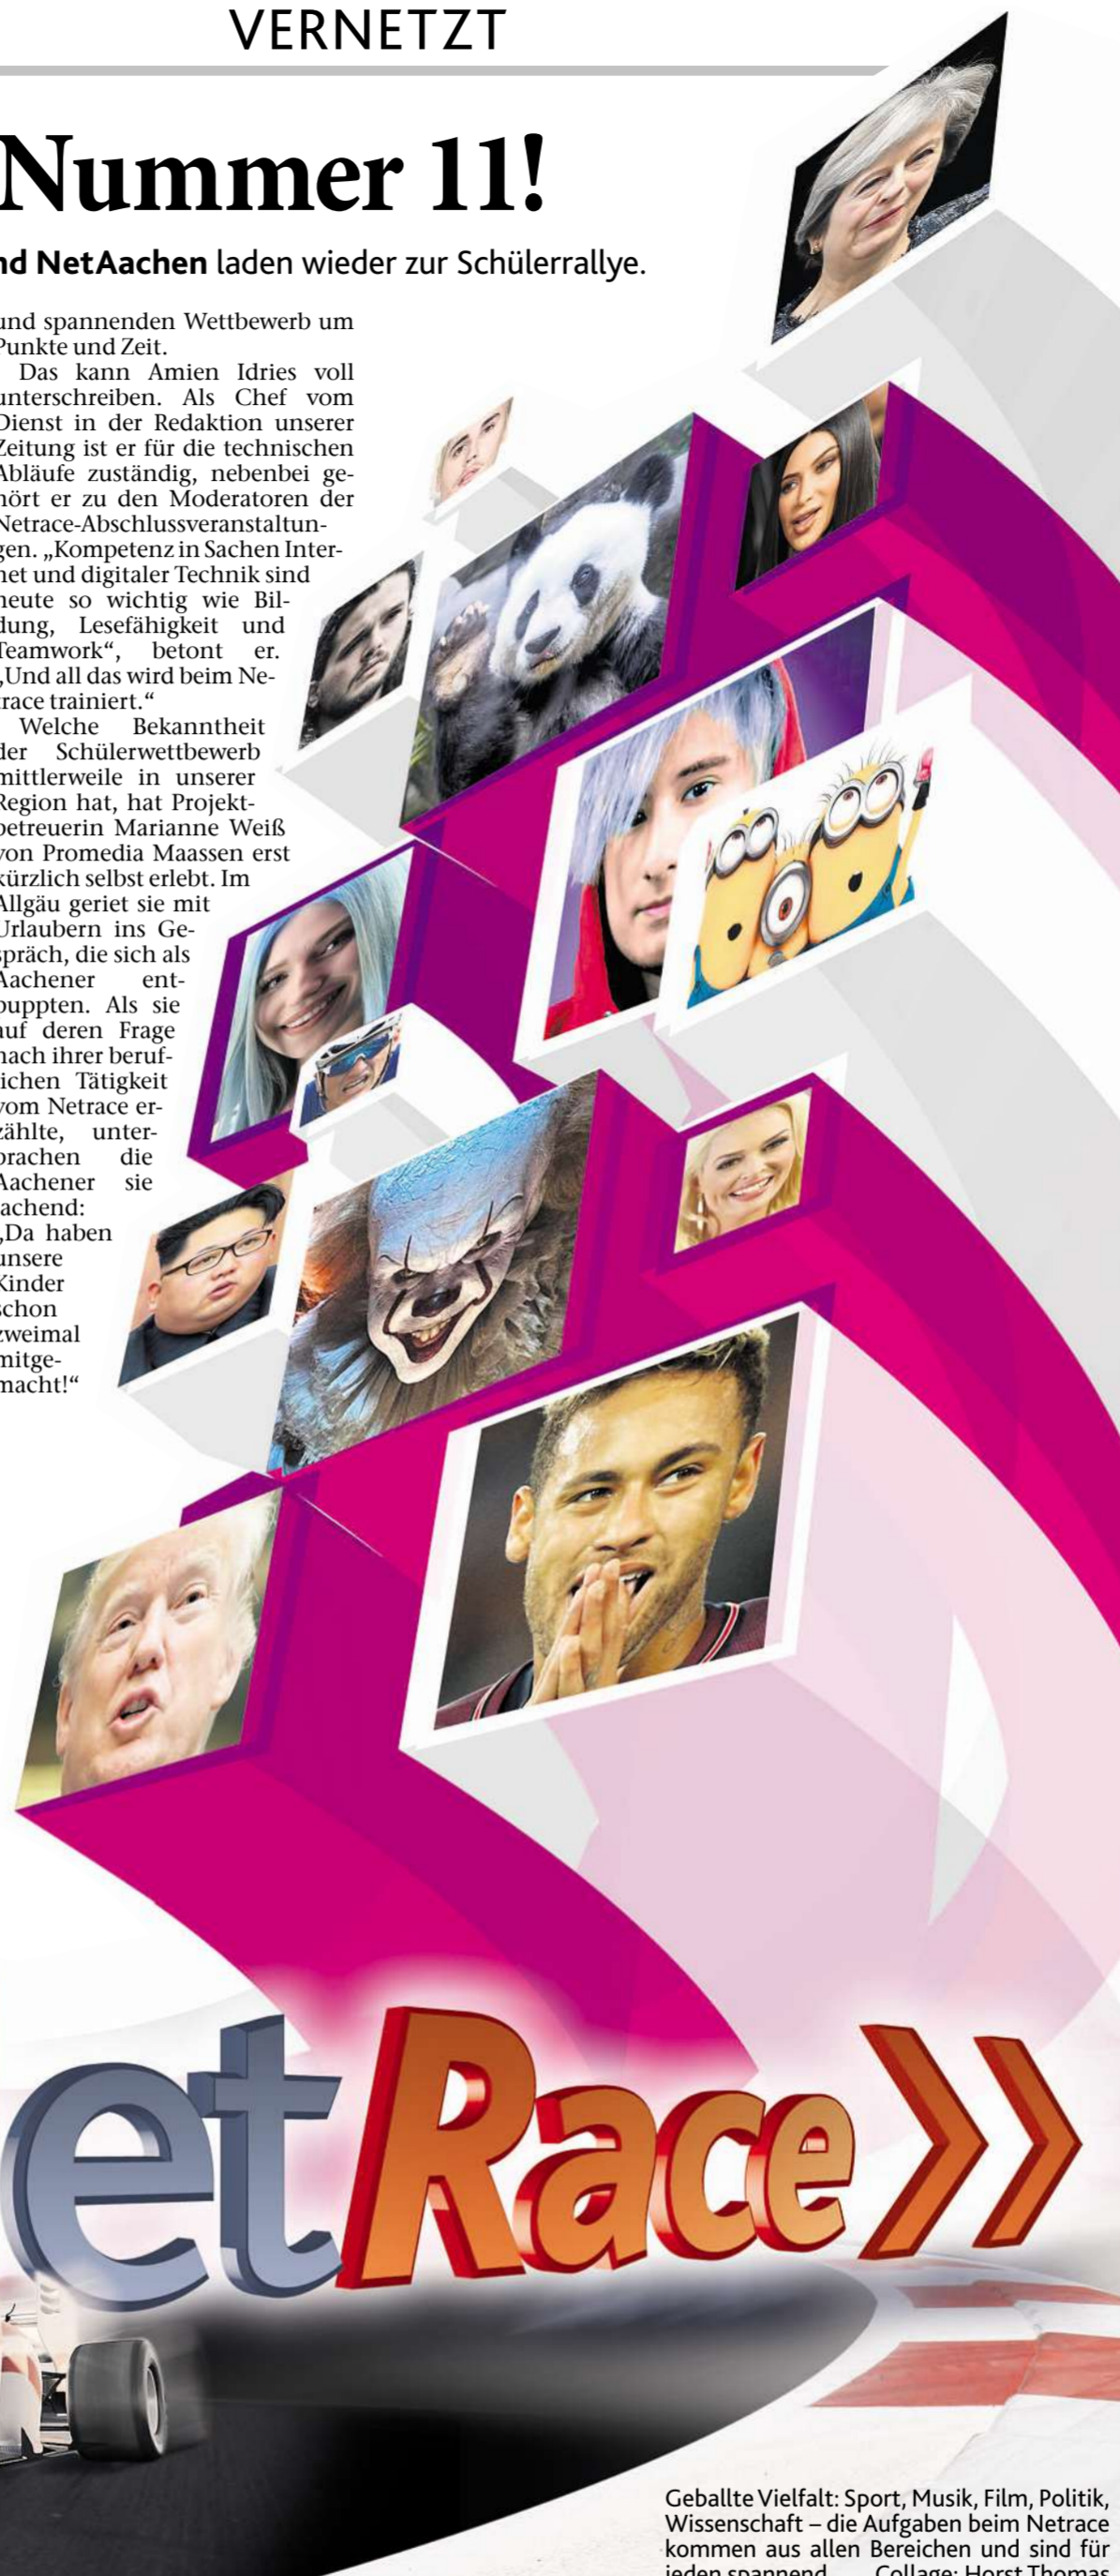 VERNETZT
Nummer 11!
nd NetAachen laden wieder zur Schülerrallye.
und spannenden Wettbewerb um
Punkte und Zeit.
Das kann Amien Idries voll
unterschreiben. Als Chef vom
Dienst in der Redaktion unserer
Zeitung ist er für die technischen
Abläufe zuständig, nebenbei ge-
hört er zu den Moderatoren der
Netrace-Abschlussveranstaltun-
gen. „Kompetenz in Sachen Inter-
net und digitaler Technik sind
heute so wichtig wie Bil-
dung, Lesefähigkeit und
Teamwork“, betont er.
„Und all das wird beim Ne-
trace trainiert.“
Welche Bekanntheit
der Schülerwettbewerb
mittlerweile in unserer
Region hat, hat Projekt-
betreuerin Marianne Weiß
von Promedia Maassen erst
kürzlich selbst erlebt. Im
Allgäu geriet sie mit
Urlaubern ins Ge-
spräch, die sich als
Aachener ent-
puppten. Als sie
auf deren Frage
nach ihrer beruf-
lichen Tätigkeit
vom Netrace er-
zählte, unter-
brachen die
Aachener sie
lachend:
„Da haben
unsere
Kinder
schon
zweimal
mitge-
macht!“
etRace
Geballte Vielfalt: Sport, Musik, Film, Politik,
Wissenschaft – die Aufgaben beim Netrace
kommen aus allen Bereichen und sind für
jeden spannend. Collage: Horst Thomas